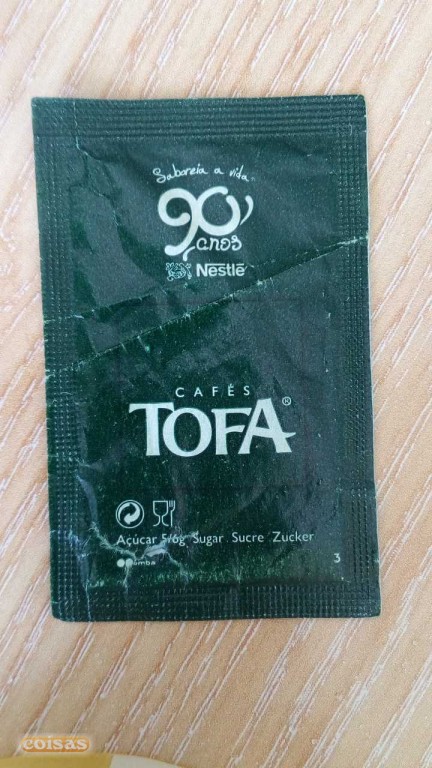 Saboreia a vida
90
anos
Nestlé
CAFÉS
TOFA®
Açúcar 5/6g Sugar Sucre Zucker
3
coisas